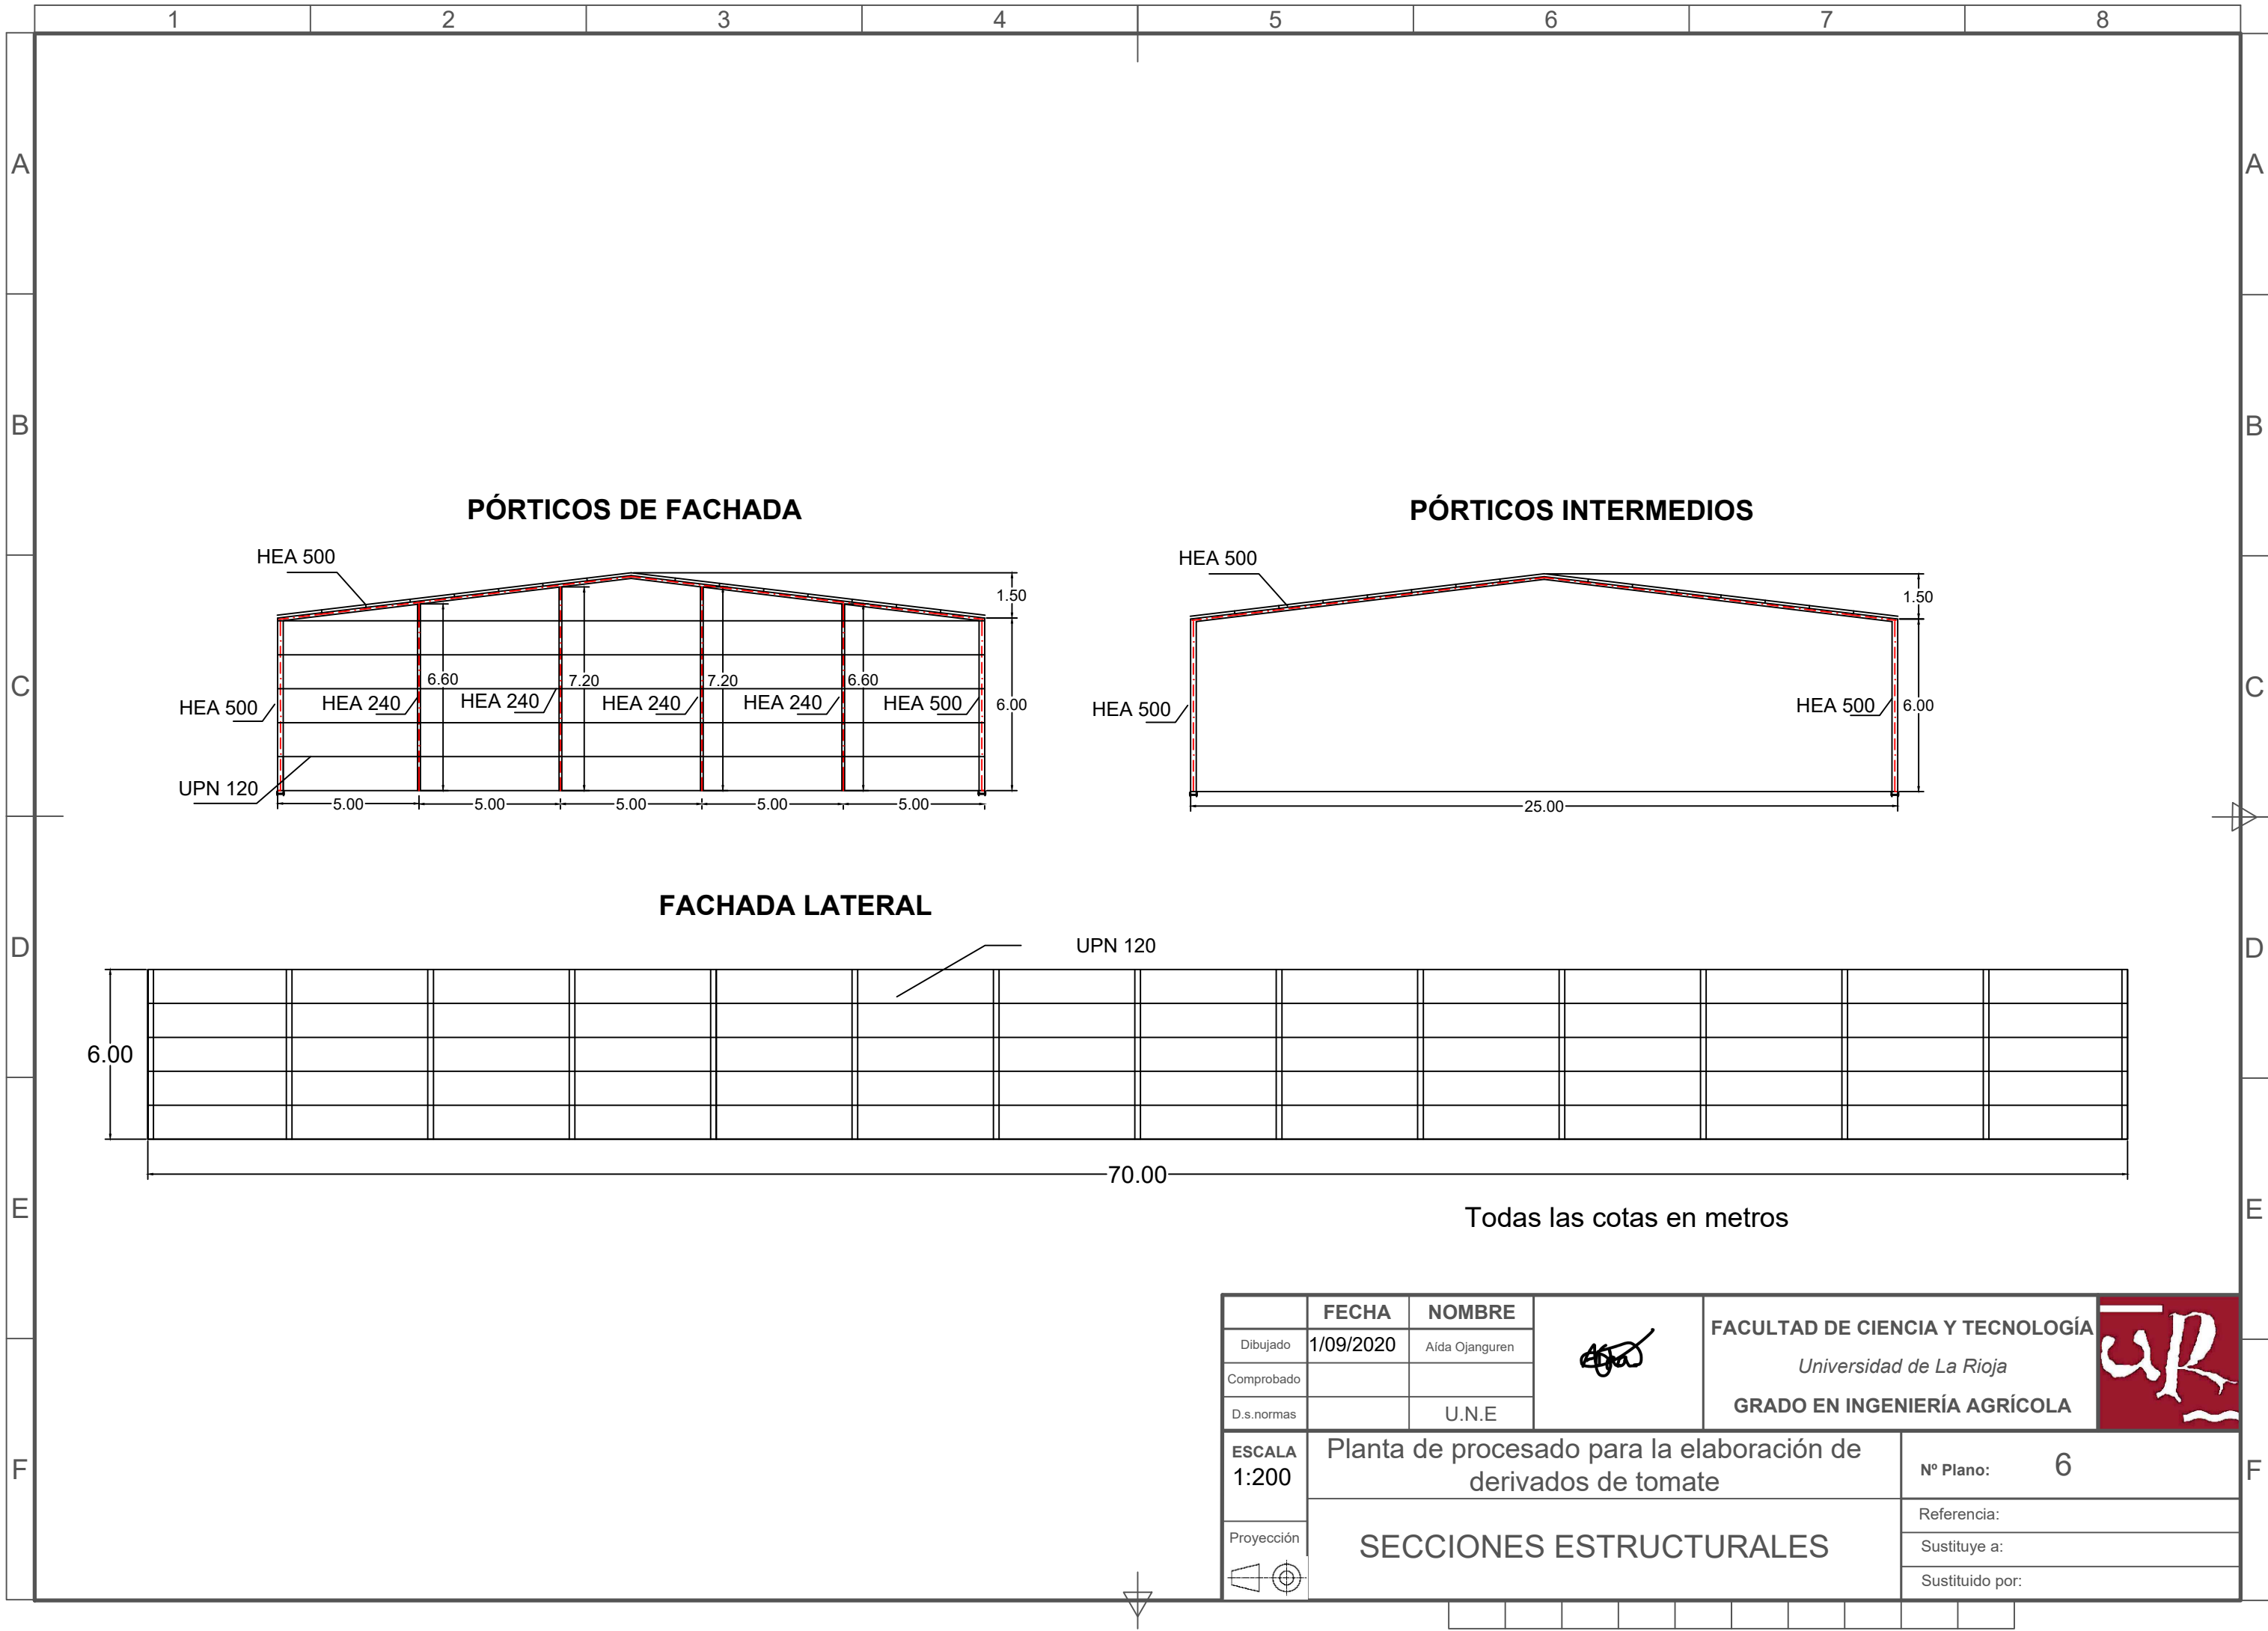 1 2 3 4 5 6 7 8
A A
B B
C C
D D
E E
F F
PÓRTICOS DE FACHADA
HEA 500
1.50
6.60
7.20
7.20
6.60
HEA 500
HEA 240
HEA 240
HEA 240
HEA 240
HEA 500
6.00
UPN 120
5.00 5.00 5.00 5.00 5.00
PÓRTICOS INTERMEDIOS
HEA 500
1.50
HEA 500
HEA 500
6.00
25.00
FACHADA LATERAL
UPN 120
6.00
70.00
Todas las cotas en metros
FECHA NOMBRE
Dibujado 1/09/2020 Aída Ojanguren
Comprobado
D.s.normas U.N.E
FACULTAD DE CIENCIA Y TECNOLOGÍA
Universidad de La Rioja
GRADO EN INGENIERÍA AGRÍCOLA
uR
ESCALA
1:200
Planta de procesado para la elaboración de
derivados de tomate
Nº Plano: 6
Proyección
SECCIONES ESTRUCTURALES
Referencia:
Sustituye a:
Sustituido por: